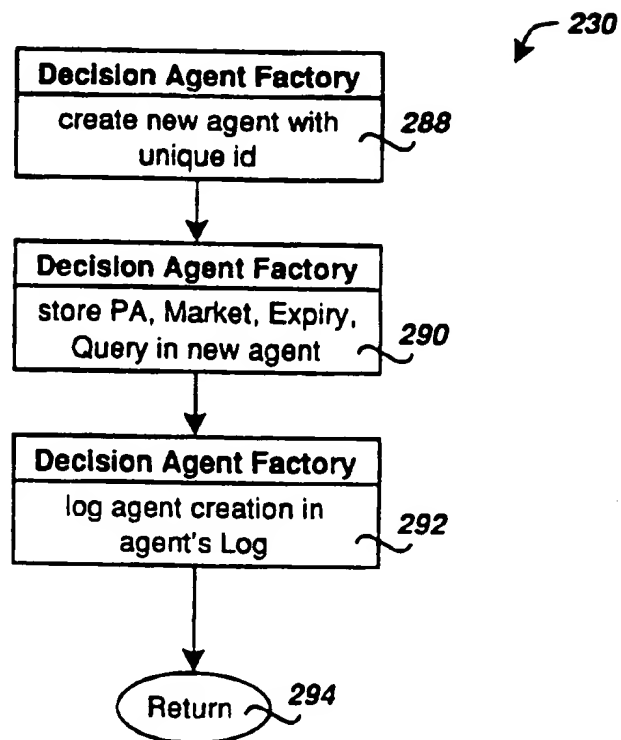 230
Decision Agent Factory
create new agent with
unique id
288
Decision Agent Factory
store PA, Market, Expiry,
Query in new agent
290
Decision Agent Factory
log agent creation in
agent's Log
292
Return
294